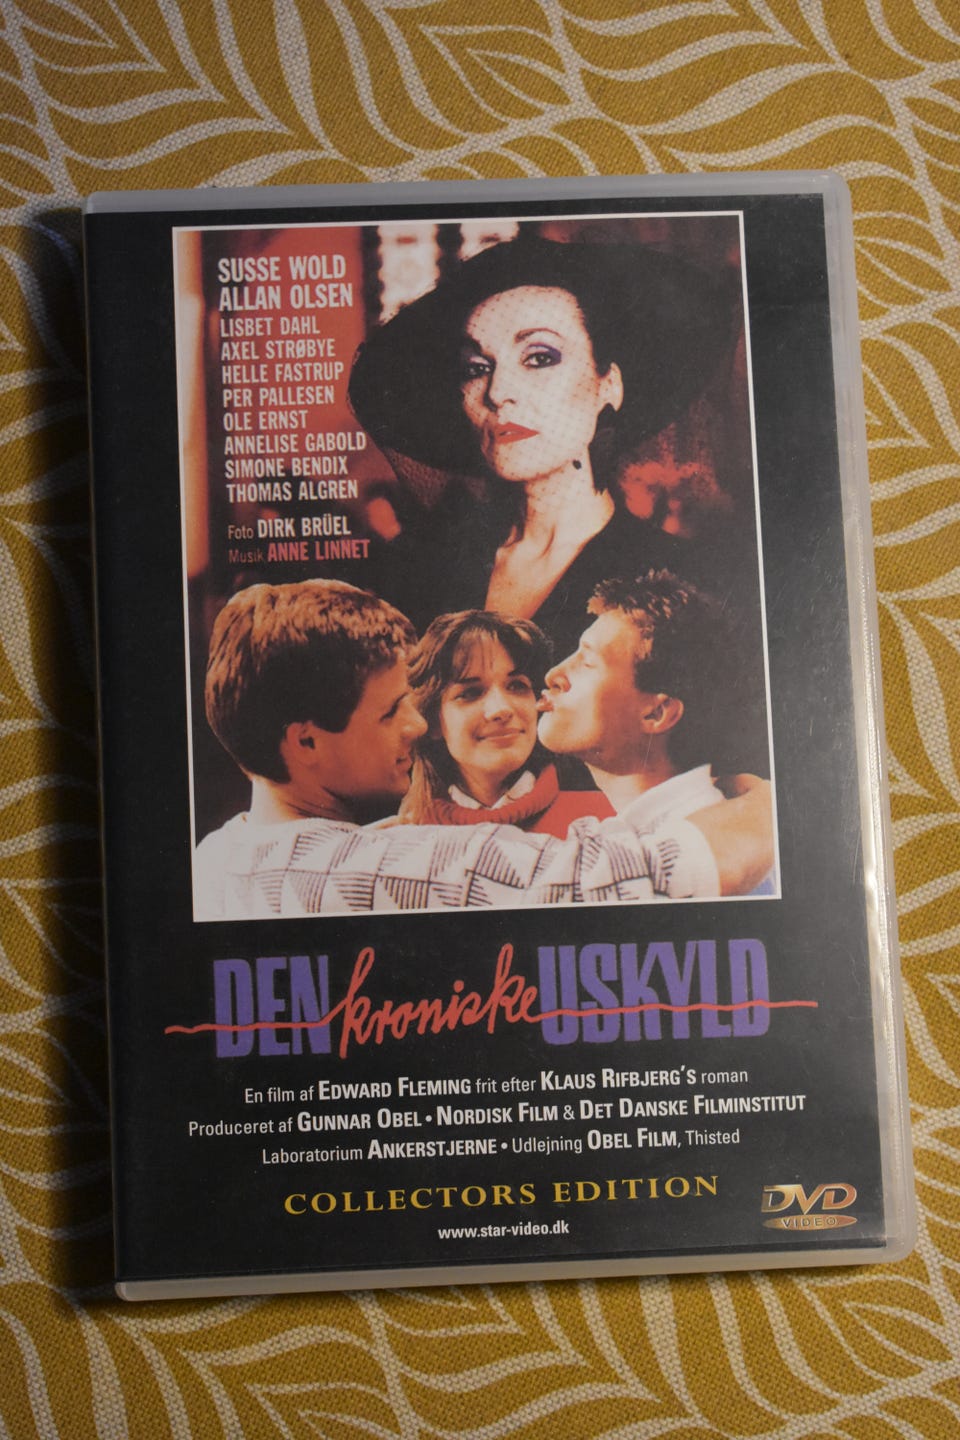 SUSSE WOLD
ALLAN OLSEN
LISBET DAHL
AXEL STRØBYE
HELLE FASTRUP
PER PALLESEN
OLE ERNST
ANNELISE GABOLD
SIMONE BENDIX
THOMAS ALGREN
Foto DIRK BRÜEL
Musik ANNE LINNET
DEN kroniske USKYLD
En film af EDWARD FLEMING frit efter KLAUS RIFBJERG'S roman
Produceret af GUNNAR OBEL • NORDISK FILM & DET DANSKE FILMINSTITUT
Laboratorium ANKERSTJERNE • Udlejning OBEL FILM, Thisted
COLLECTORS EDITION
www.star-video.dk
DVD
VIDEO